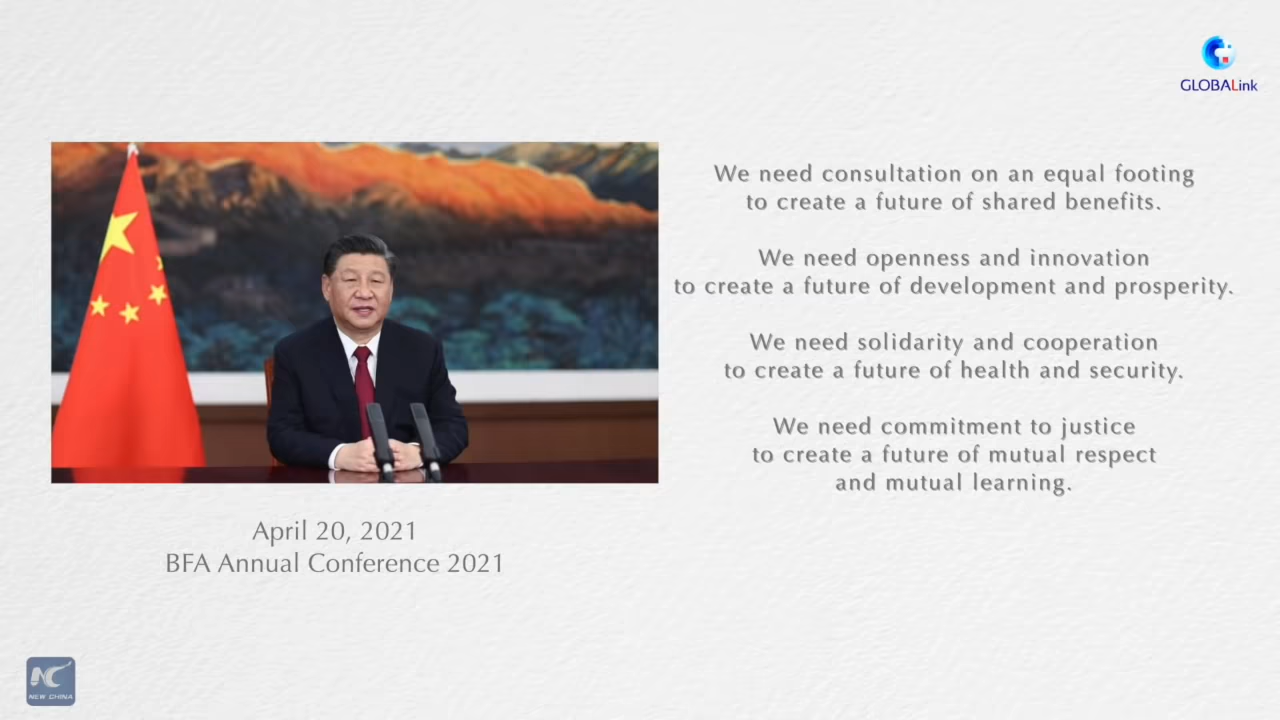 GLOBALink
We need consultation on an equal footing
to create a future of shared benefits.
We need openness and innovation
to create a future of development and prosperity.
We need solidarity and cooperation
to create a future of health and security.
We need commitment to justice
to create a future of mutual respect
and mutual learning.
April 20, 2021
BFA Annual Conference 2021
NC
NEW CHINA